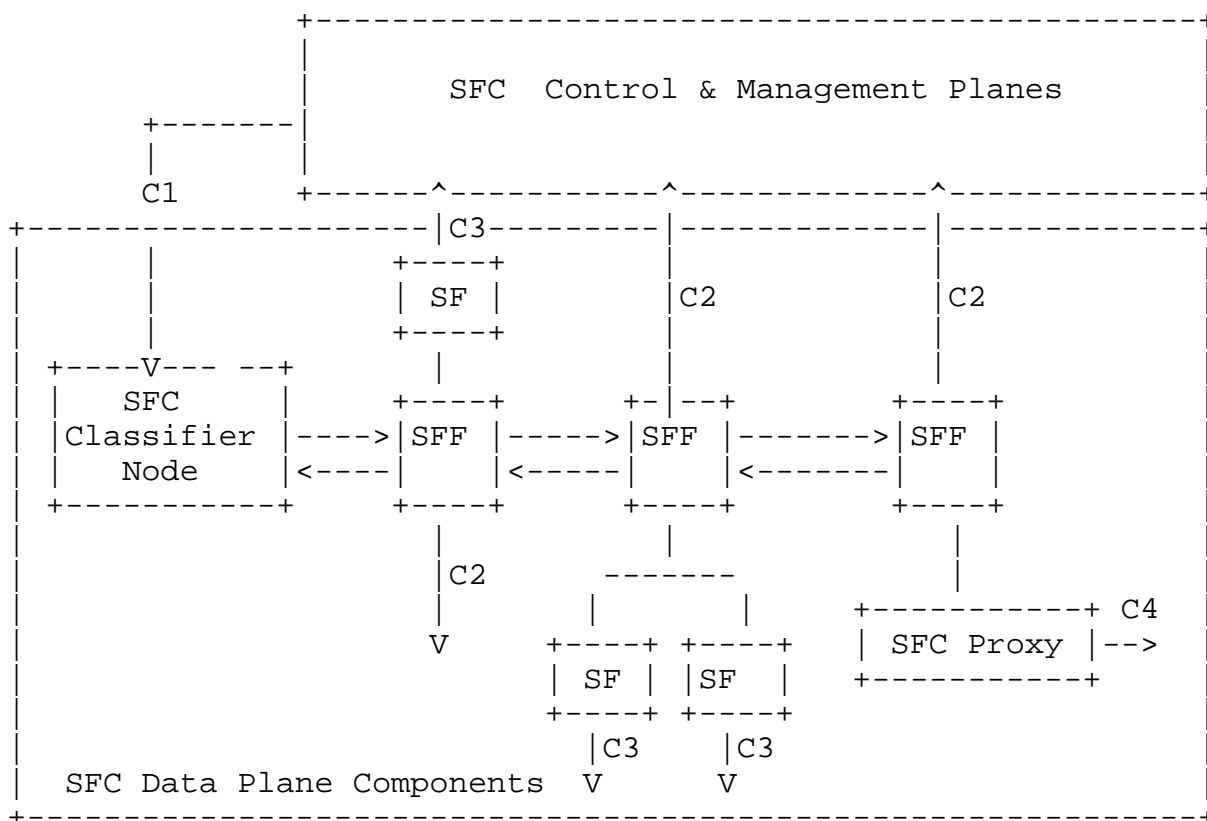 SFC Control & Management Planes
C1
C3
SF C2 C2
SFC
Classifier SFF SFF SFF
Node
C2
C4
SFC Proxy
SF SF
C3 C3
SFC Data Plane Components